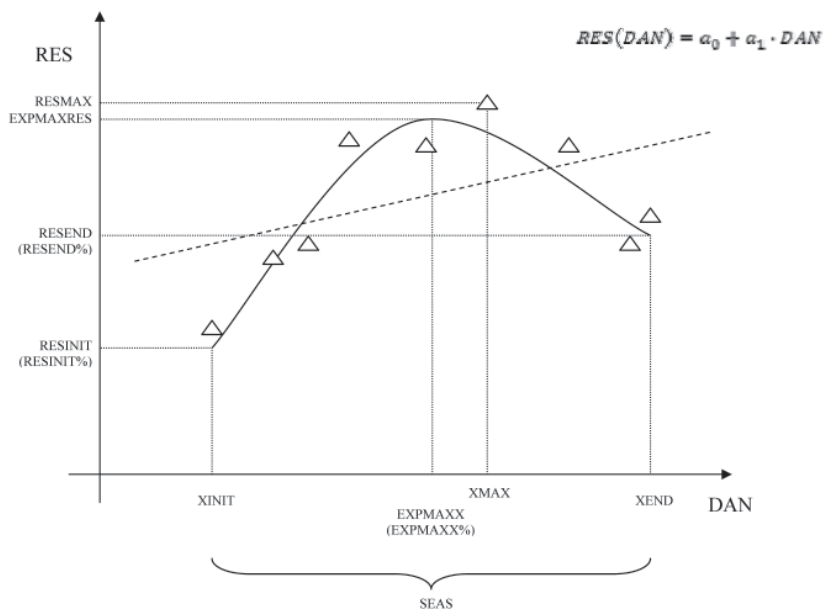 RES(DAN) = a₀ + a₁ · DAN
RES
RESMAX
EXPMAXRES
RESEND
(RESEND%)
RESINIT
(RESINIT%)
XINIT
XMAX
XEND
DAN
EXPMAXX
(EXPMAXX%)
SEAS